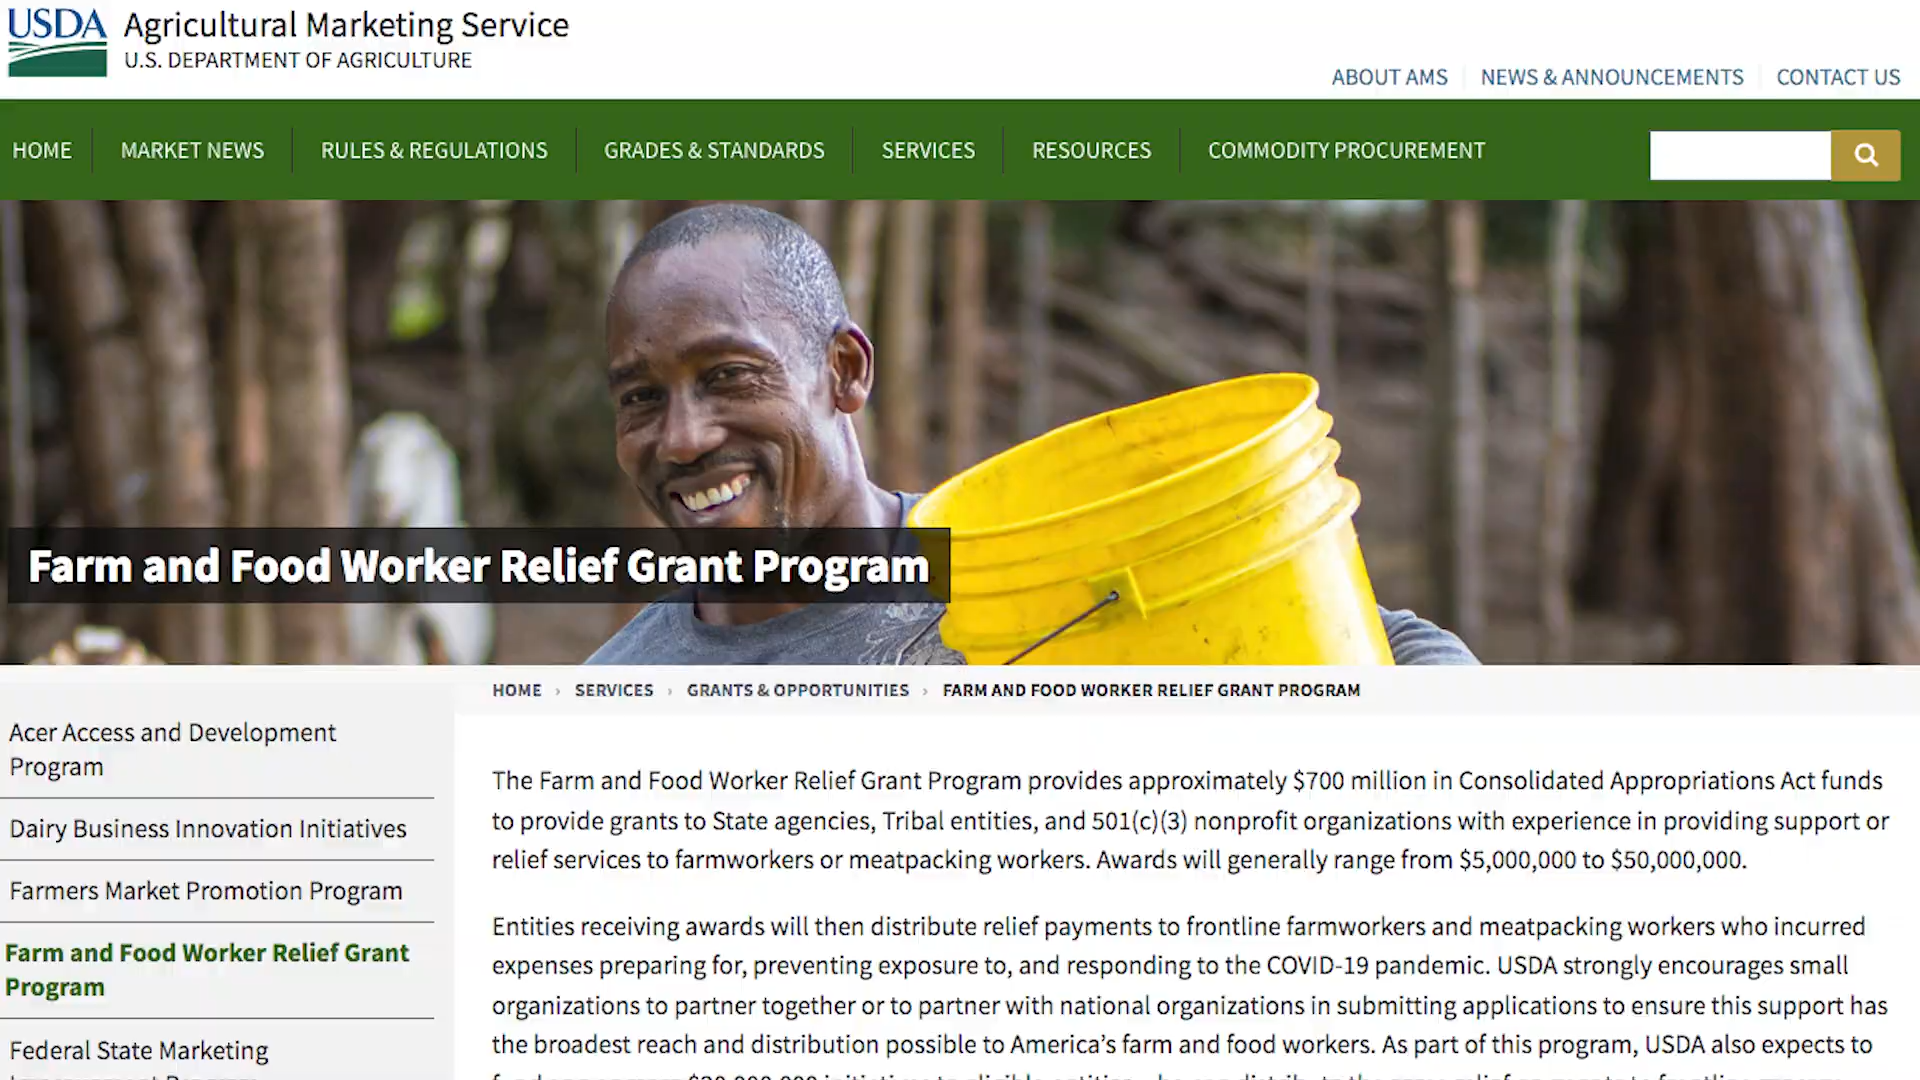 USDA
Agricultural Marketing Service
U.S. DEPARTMENT OF AGRICULTURE
ABOUT AMS
NEWS & ANNOUNCEMENTS
CONTACT US
HOME
MARKET NEWS
RULES & REGULATIONS
GRADES & STANDARDS
SERVICES
RESOURCES
COMMODITY PROCUREMENT
Farm and Food Worker Relief Grant Program
HOME › SERVICES › GRANTS & OPPORTUNITIES › FARM AND FOOD WORKER RELIEF GRANT PROGRAM
Acer Access and Development
Program
Dairy Business Innovation Initiatives
Farmers Market Promotion Program
Farm and Food Worker Relief Grant
Program
Federal State Marketing
The Farm and Food Worker Relief Grant Program provides approximately $700 million in Consolidated Appropriations Act funds
to provide grants to State agencies, Tribal entities, and 501(c)(3) nonprofit organizations with experience in providing support or
relief services to farmworkers or meatpacking workers. Awards will generally range from $5,000,000 to $50,000,000.
Entities receiving awards will then distribute relief payments to frontline farmworkers and meatpacking workers who incurred
expenses preparing for, preventing exposure to, and responding to the COVID-19 pandemic. USDA strongly encourages small
organizations to partner together or to partner with national organizations in submitting applications to ensure this support has
the broadest reach and distribution possible to America's farm and food workers. As part of this program, USDA also expects to